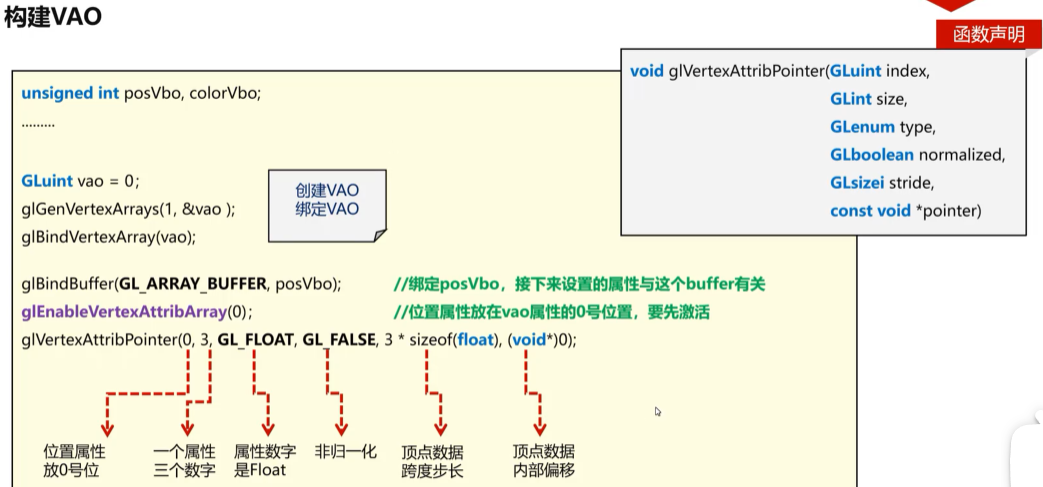 构建VAO
函数声明
void glVertexAttribPointer(GLuint index,
GLint size,
GLenum type,
GLboolean normalized,
GLsizei stride,
const void *pointer)
unsigned int posVbo, colorVbo;
.........
GLuint vao = 0;
glGenVertexArrays(1, &vao );
glBindVertexArray(vao);
创建VAO
绑定VAO
glBindBuffer(GL_ARRAY_BUFFER, posVbo); //绑定posVbo，接下来设置的属性与这个buffer有关
glEnableVertexAttribArray(0); //位置属性放在vao属性的0号位置，要先激活
glVertexAttribPointer(0, 3, GL_FLOAT, GL_FALSE, 3 * sizeof(float), (void*)0);
位置属性
放0号位
一个属性
三个数字
属性数字
是Float
非归一化
顶点数据
跨度步长
顶点数据
内部偏移